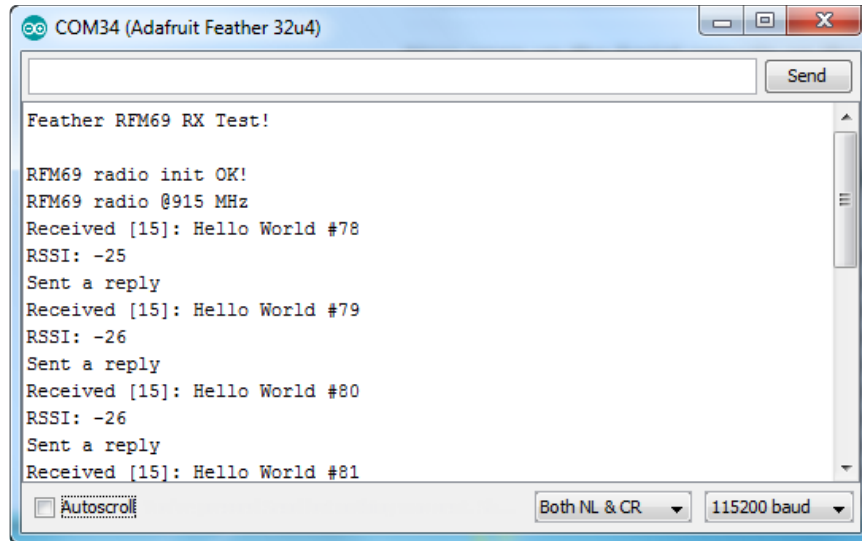 COM34 (Adafruit Feather 32u4)
Send
Feather RFM69 RX Test!
RFM69 radio init OK!
RFM69 radio @915 MHz
Received [15]: Hello World #78
RSSI: -25
Sent a reply
Received [15]: Hello World #79
RSSI: -26
Sent a reply
Received [15]: Hello World #80
RSSI: -26
Sent a reply
Received [15]: Hello World #81
Autoscroll Both NL & CR 115200 baud